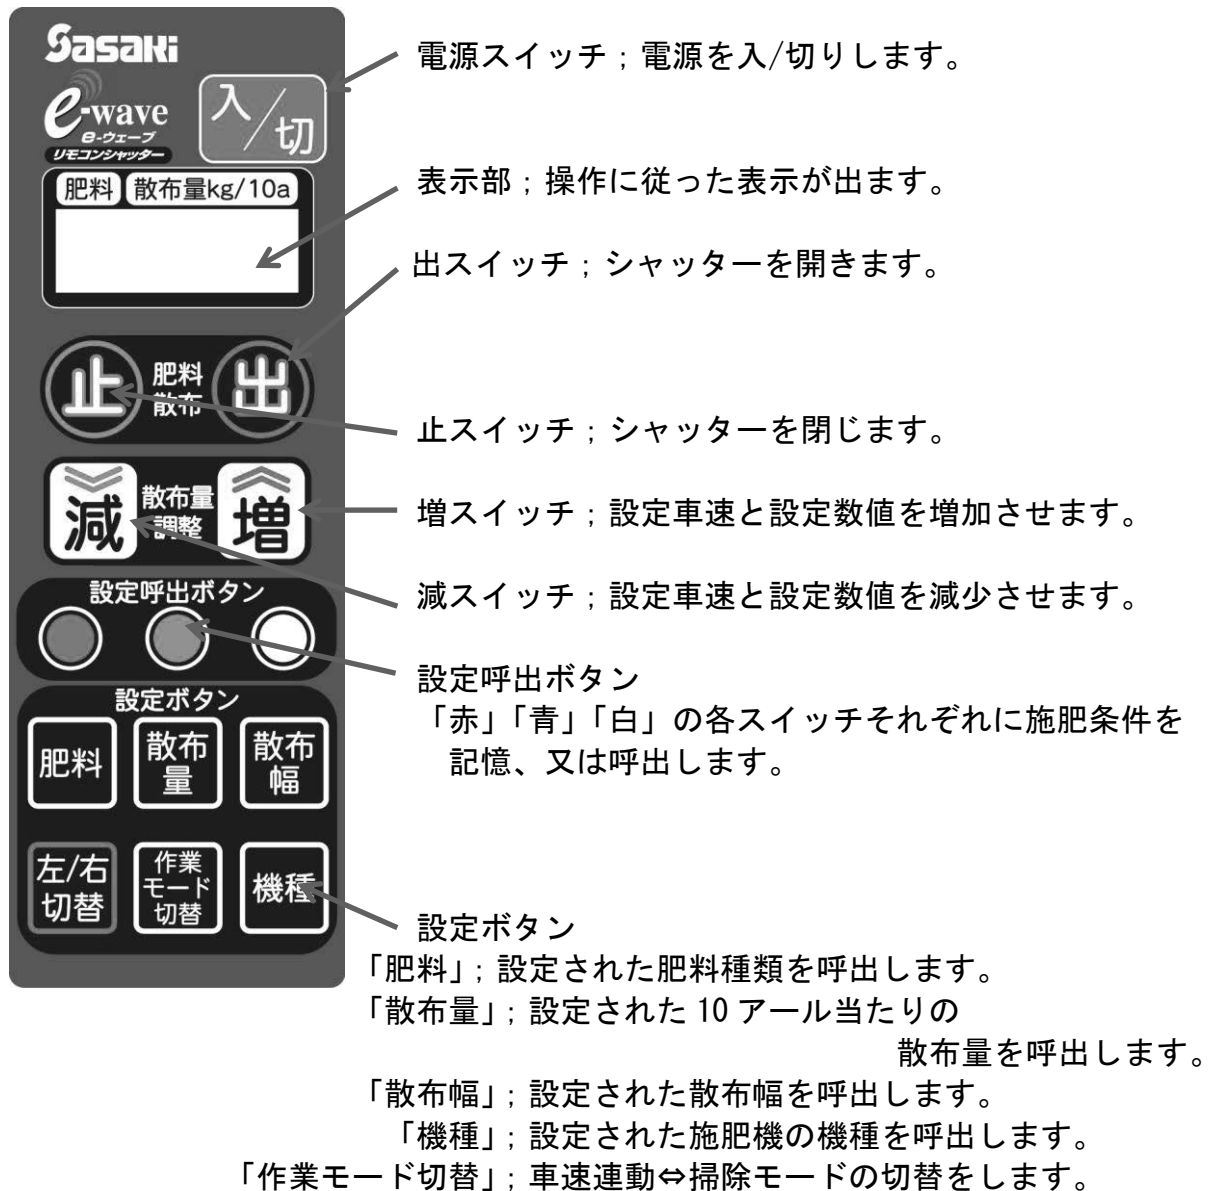 Sasaki
e-wave
e-ウェーブ
リモコンシャッター
入/切
肥料 散布量kg/10a
止 肥料散布 出
減 散布量調整 増
設定呼出ボタン
設定ボタン
肥料 散布量 散布幅
左/右切替 作業モード切替 機種
電源スイッチ；電源を入/切りします。
表示部；操作に従った表示が出ます。
出スイッチ；シャッターを開きます。
止スイッチ；シャッターを閉じます。
増スイッチ；設定車速と設定数値を増加させます。
減スイッチ；設定車速と設定数値を減少させます。
設定呼出ボタン
「赤」「青」「白」の各スイッチそれぞれに施肥条件を
記憶、又は呼出します。
設定ボタン
「肥料」；設定された肥料種類を呼出します。
「散布量」；設定された 10 アール当たりの
散布量を呼出します。
「散布幅」；設定された散布幅を呼出します。
「機種」；設定された施肥機の機種を呼出します。
「作業モード切替」；車速連動⇔掃除モードの切替をします。